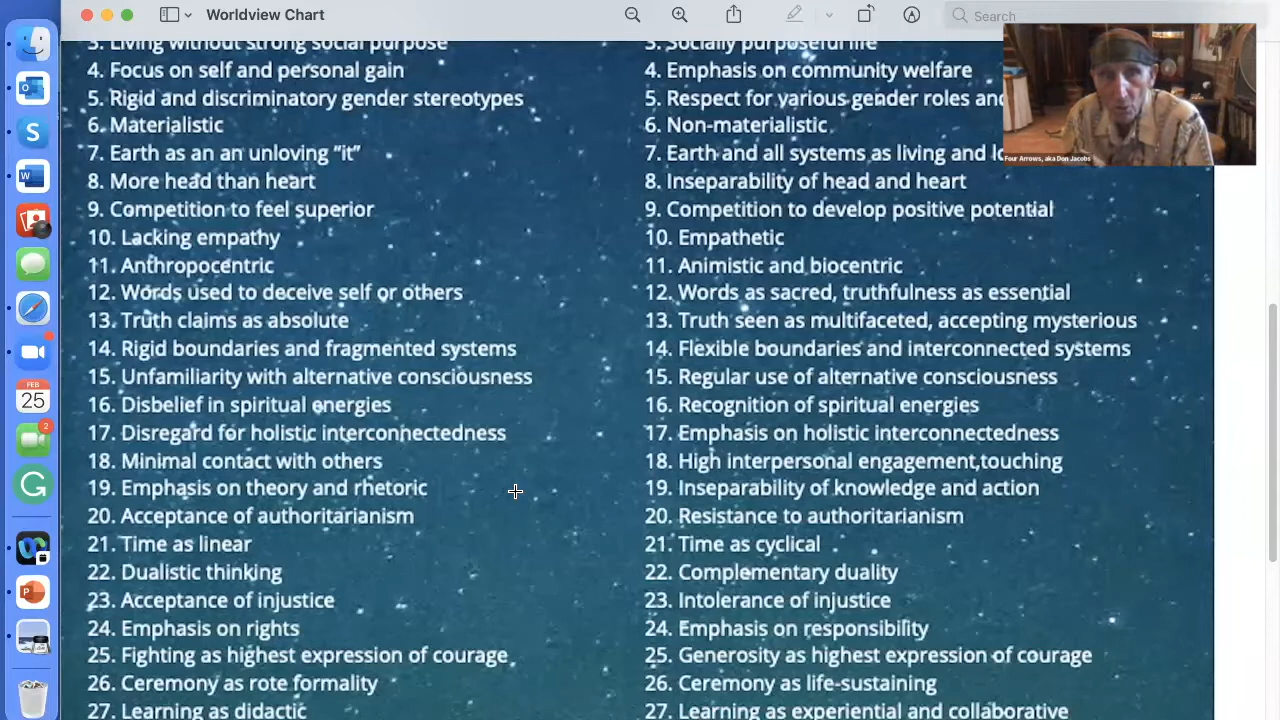 Worldview Chart
Search
3. Living without strong social purpose
3. Socially purposeful life
4. Focus on self and personal gain
4. Emphasis on community welfare
5. Rigid and discriminatory gender stereotypes
5. Respect for various gender roles and
6. Materialistic
6. Non-materialistic
7. Earth as an an unloving "it"
7. Earth and all systems as living and
Four Arrows, aka Don Jacobs
8. More head than heart
8. Inseparability of head and heart
9. Competition to feel superior
9. Competition to develop positive potential
10. Lacking empathy
10. Empathetic
11. Anthropocentric
11. Animistic and biocentric
12. Words used to deceive self or others
12. Words as sacred, truthfulness as essential
13. Truth claims as absolute
13. Truth seen as multifaceted, accepting mysterious
14. Rigid boundaries and fragmented systems
14. Flexible boundaries and interconnected systems
15. Unfamiliarity with alternative consciousness
15. Regular use of alternative consciousness
16. Disbelief in spiritual energies
16. Recognition of spiritual energies
17. Disregard for holistic interconnectedness
17. Emphasis on holistic interconnectedness
18. Minimal contact with others
18. High interpersonal engagement,touching
19. Emphasis on theory and rhetoric
19. Inseparability of knowledge and action
20. Acceptance of authoritarianism
20. Resistance to authoritarianism
21. Time as linear
21. Time as cyclical
22. Dualistic thinking
22. Complementary duality
23. Acceptance of injustice
23. Intolerance of injustice
24. Emphasis on rights
24. Emphasis on responsibility
25. Fighting as highest expression of courage
25. Generosity as highest expression of courage
26. Ceremony as rote formality
26. Ceremony as life-sustaining
27. Learning as didactic
27. Learning as experiential and collaborative
FEB
25
2